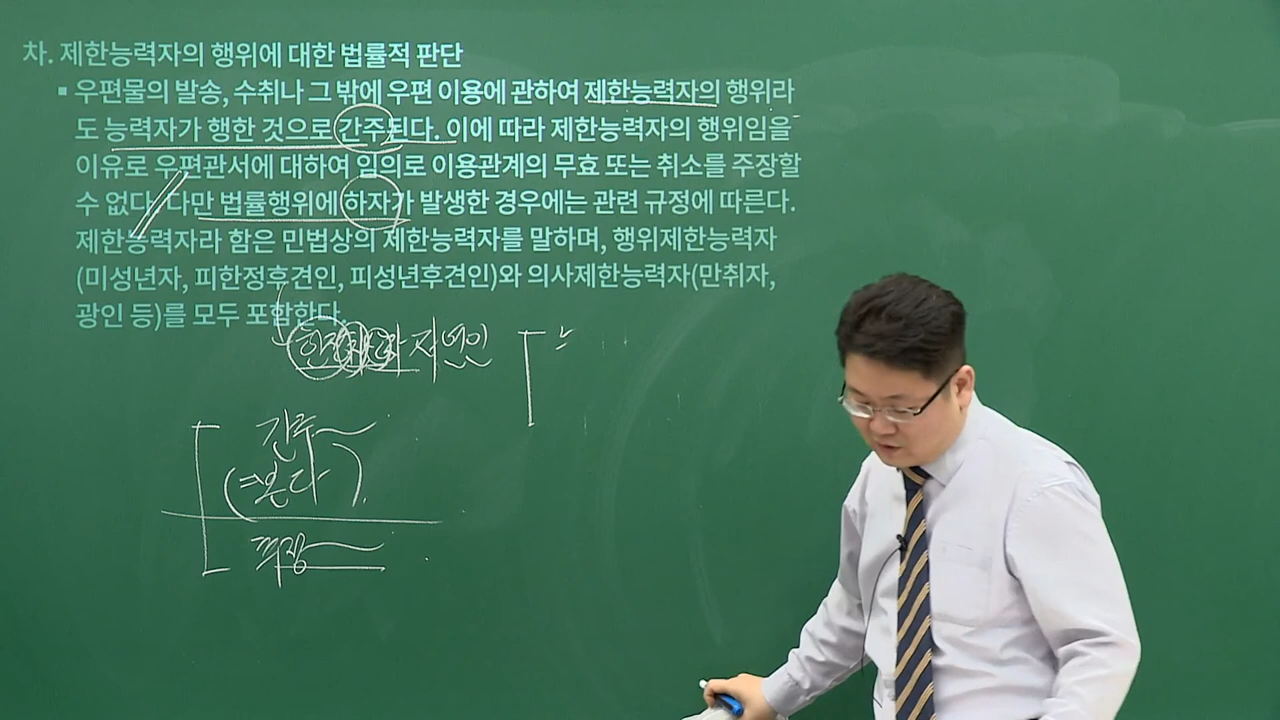 차. 제한능력자의 행위에 대한 법률적 판단
▪ 우편물의 발송, 수취나 그 밖에 우편 이용에 관하여 제한능력자의 행위라
도 능력자가 행한 것으로 간주된다. 이에 따라 제한능력자의 행위임을
이유로 우편관서에 대하여 임의로 이용관계의 무효 또는 취소를 주장할
수 없다. 다만 법률행위에 하자가 발생한 경우에는 관련 규정에 따른다.
제한능력자라 함은 민법상의 제한능력자를 말하며, 행위제한능력자
(미성년자, 피한정후견인, 피성년후견인)와 의사제한능력자(만취자,
광인 등)를 모두 포함한다.
자연인
간주
(=본다).
추정